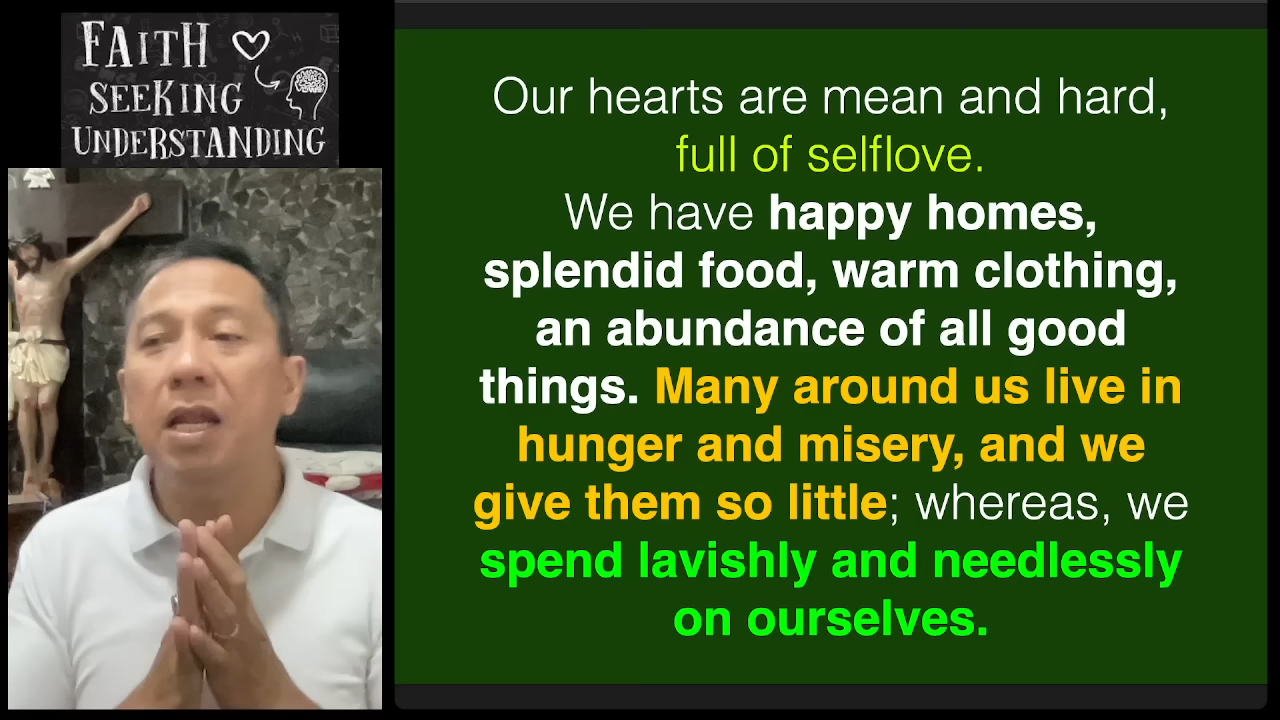 FAITH
SEEKING
UNDERSTANDING
Our hearts are mean and hard,
full of selflove.
We have happy homes,
splendid food, warm clothing,
an abundance of all good
things. Many around us live in
hunger and misery, and we
give them so little; whereas, we
spend lavishly and needlessly
on ourselves.